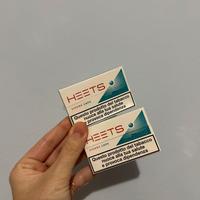 HEETS
Questo prodotto del tabacco
nuoce alla tua salute
e provoca dipendenza
HEETS
Questo prodotto del tabacco
nuoce alla tua salute
e provoca dipendenza